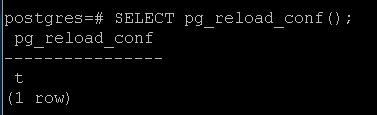 postgres=# SELECT pg_reload_conf();
 pg_reload_conf
----------------
 t
(1 row)